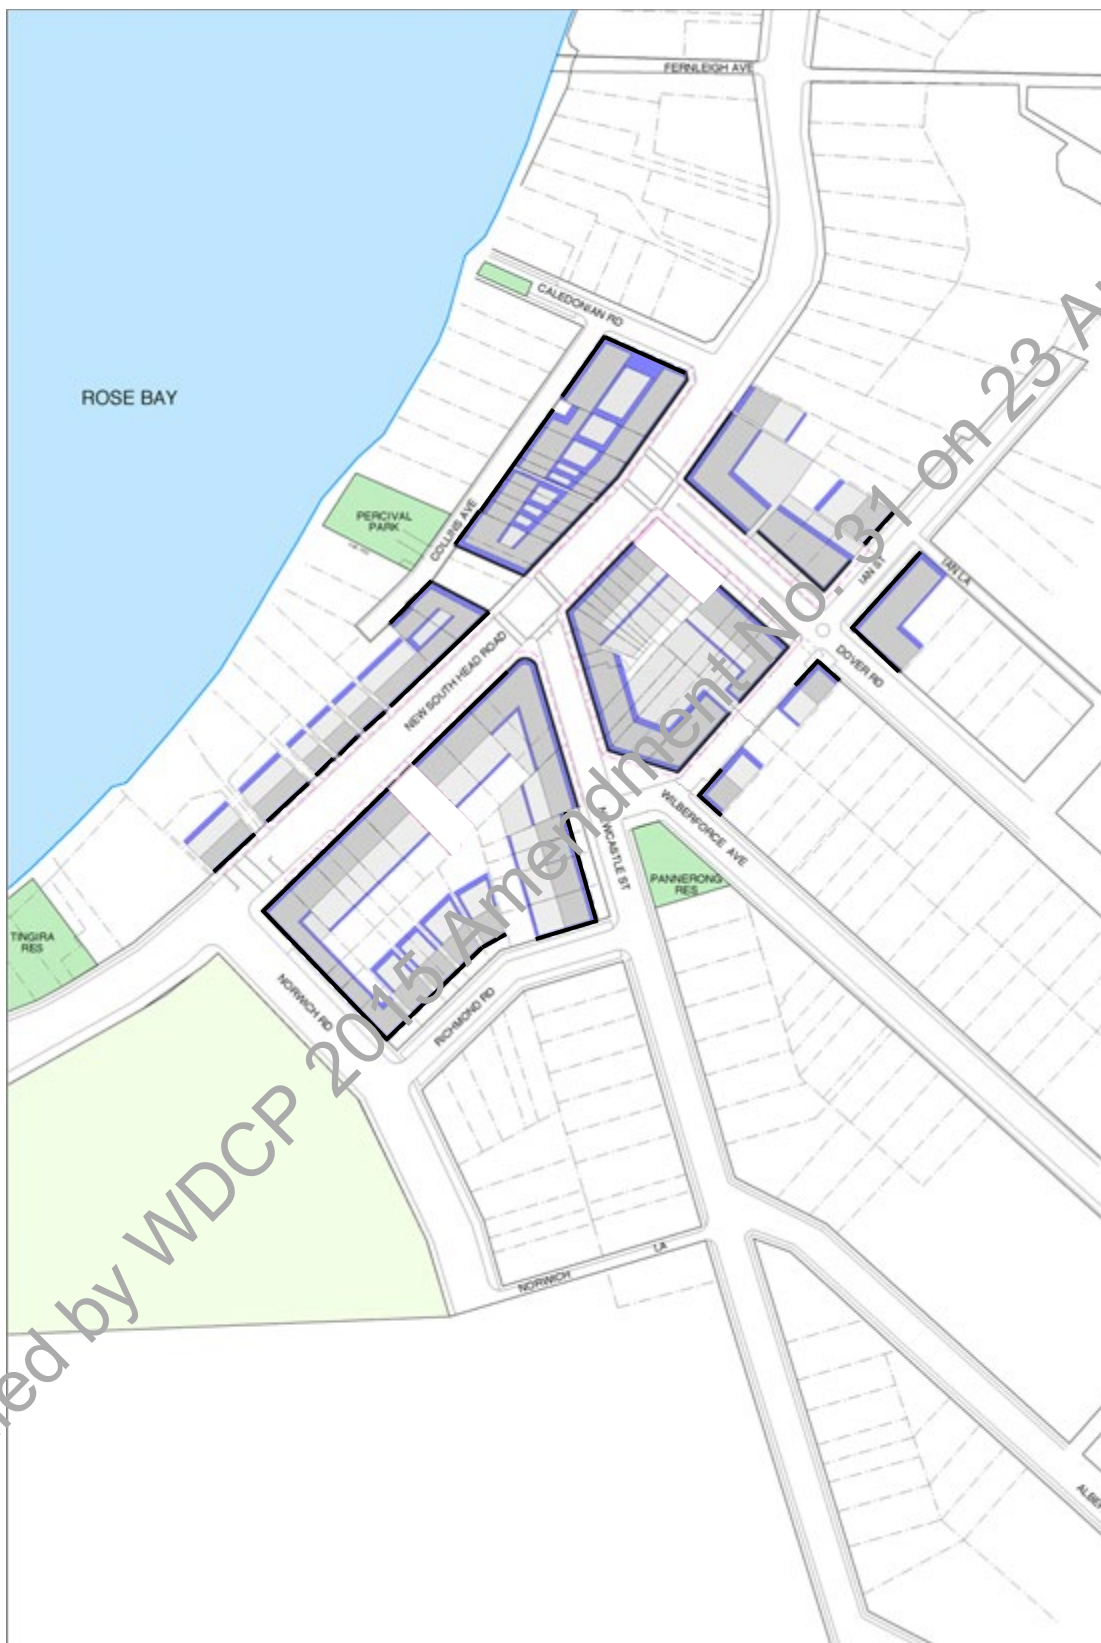 FERNLEIGH AVE
CALEDONIAN RD
ROSE BAY
PERCIVAL
PARK
COLLINS AVE
IAN ST
IAN LA
DOVER RD
NEW SOUTH HEAD ROAD
WILBERFORCE AVE
NEWCASTLE ST
PANNERONG
RES
TINGIRA
RES
NORWICH RD
RICHMOND RD
NORWICH LA
by WDCP 2015 Amendment No. 31 on 23